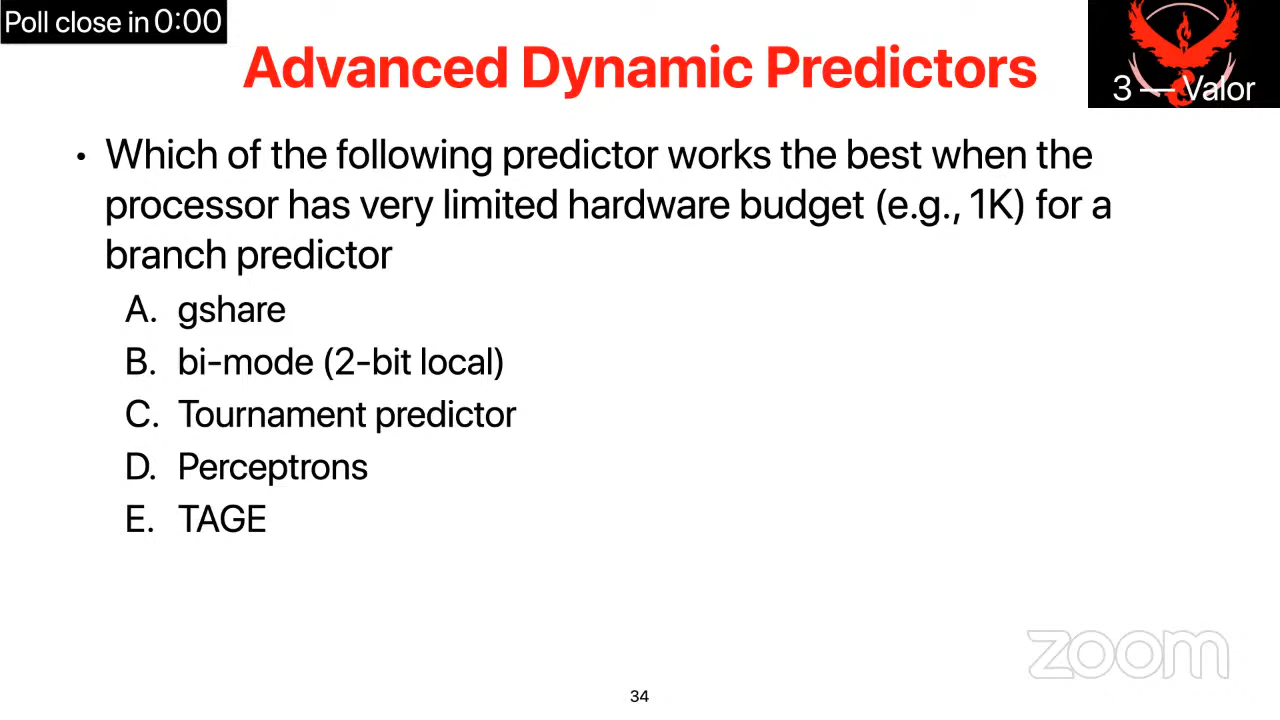 Poll close in 0:00
Advanced Dynamic Predictors
3 — Valor
• Which of the following predictor works the best when the
processor has very limited hardware budget (e.g., 1K) for a
branch predictor
A. gshare
B. bi-mode (2-bit local)
C. Tournament predictor
D. Perceptrons
E. TAGE
zoom
34